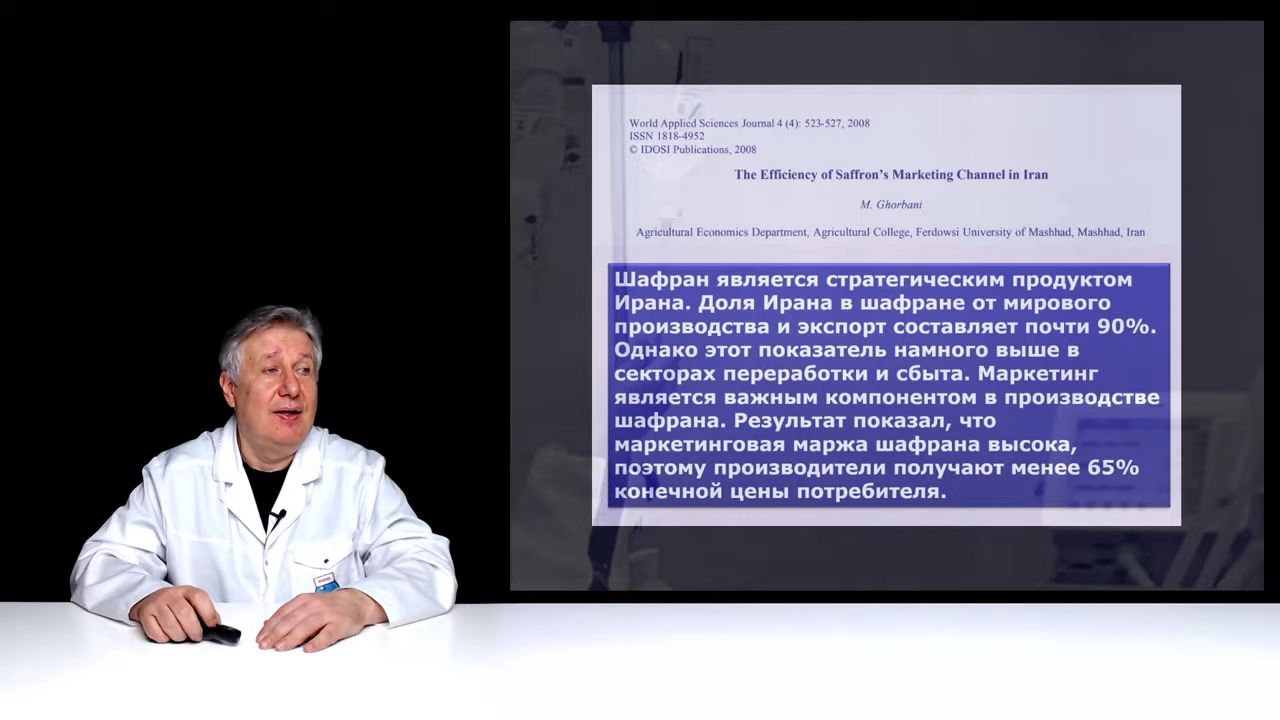 World Applied Sciences Journal 4 (4): 523-527, 2008
ISSN 1818-4952
© IDOSI Publications, 2008
The Efficiency of Saffron's Marketing Channel in Iran
M. Ghorbani
Agricultural Economics Department, Agricultural College, Ferdowsi University of Mashhad, Mashhad, Iran
Шафран является стратегическим продуктом
Ирана. Доля Ирана в шафране от мирового
производства и экспорт составляет почти 90%.
Однако этот показатель намного выше в
секторах переработки и сбыта. Маркетинг
является важным компонентом в производстве
шафрана. Результат показал, что
маркетинговая маржа шафрана высока,
поэтому производители получают менее 65%
конечной цены потребителя.